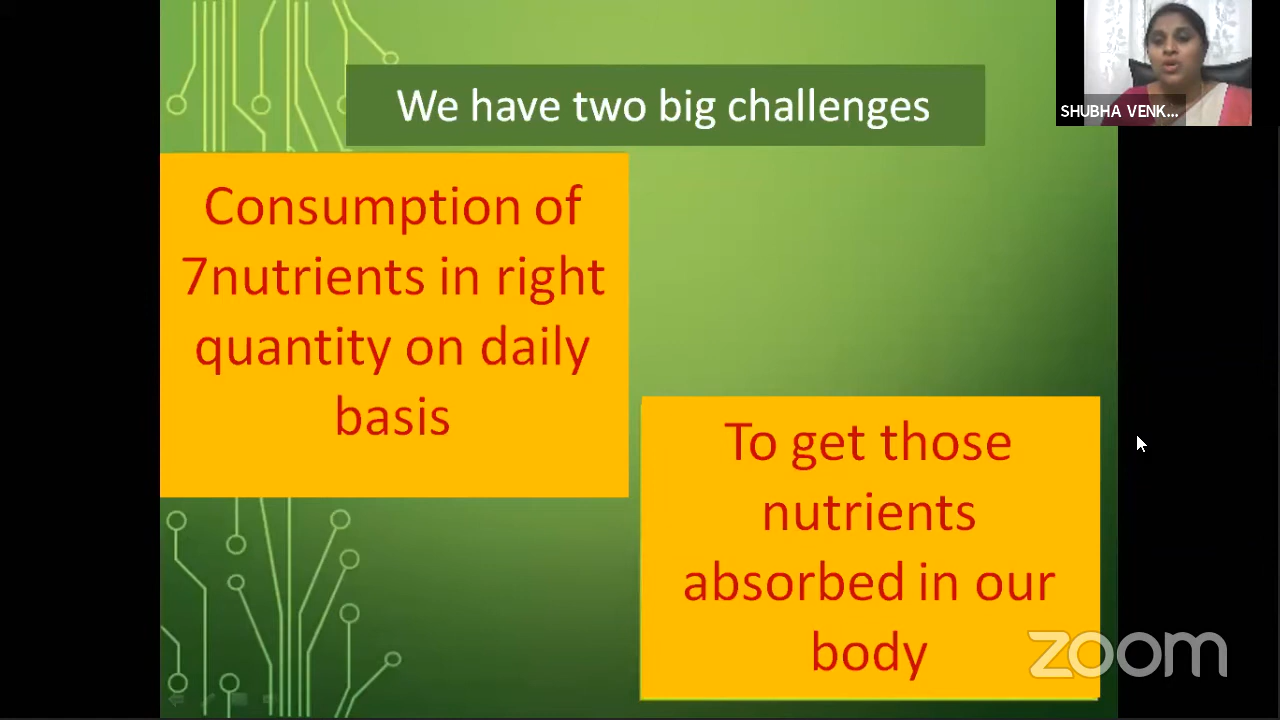 We have two big challenges
SHUBHA VENK...
Consumption of
7nutrients in right
quantity on daily
basis
To get those
nutrients
absorbed in our
body
zoom